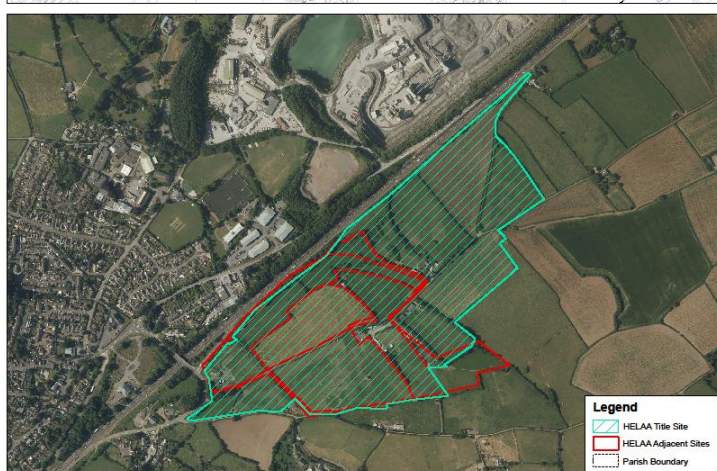 Legend
HELAA Title Site
HELAA Adjacent Sites
Parish Boundary